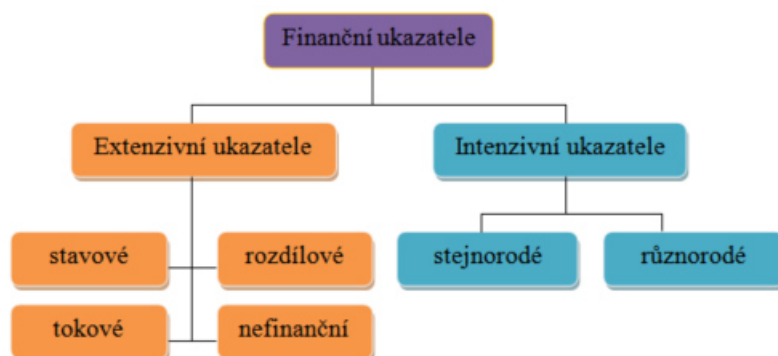 Finanční ukazatele
Extenzivní ukazatele
Intenzivní ukazatele
stavové
rozdílové
stejnorodé
různorodé
tokové
nefinanční